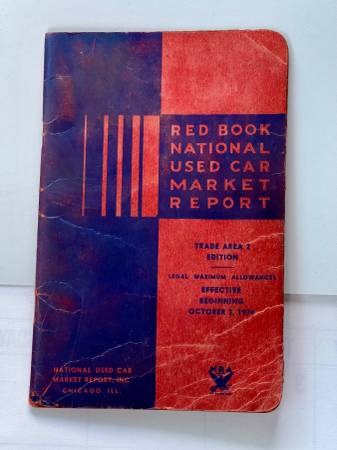 RED BOOK
NATIONAL
USED CAR
MARKET
REPORT
TRADE AREA 2
EDITION
LEGAL MAXIMUM ALLOWANCES
EFFECTIVE
BEGINNING
OCTOBER 2, 1934
NATIONAL USED CAR
MARKET REPORT, INC.
CHICAGO, ILL.
NRA